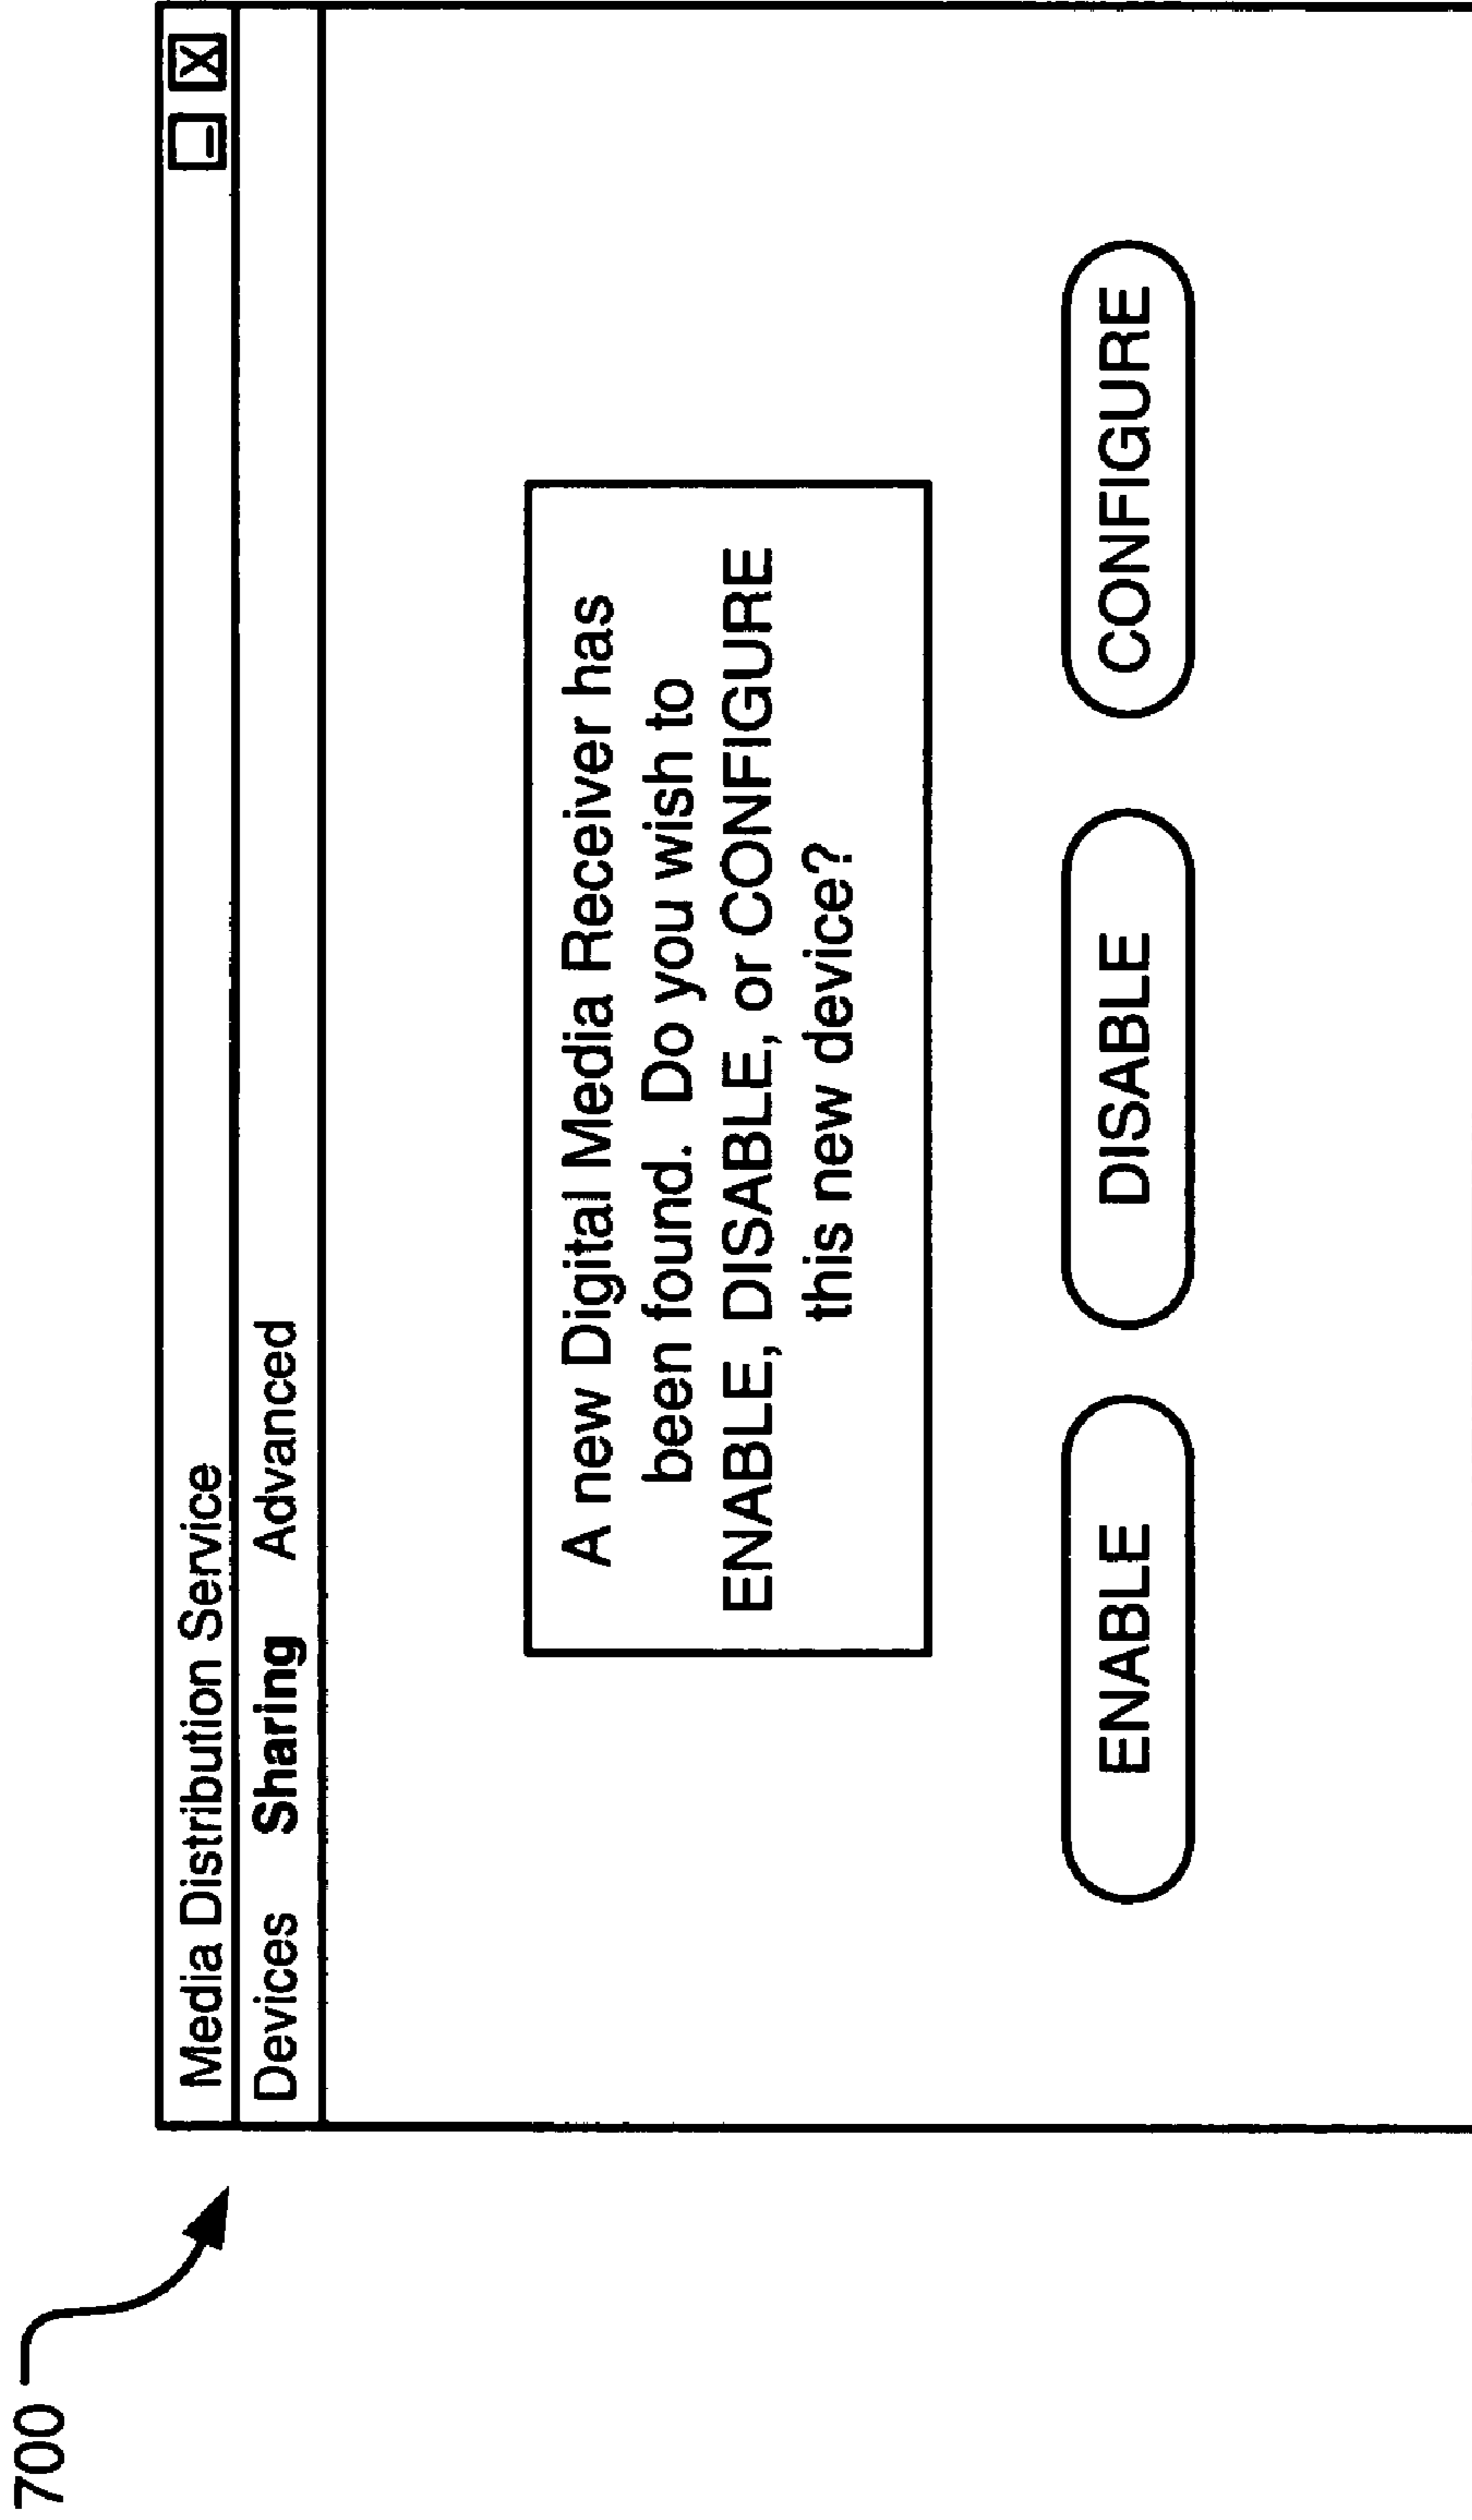 700
Media Distribution Service
Devices Sharing Advanced
A new Digital Media Receiver has
been found. Do you wish to
ENABLE, DISABLE, or CONFIGURE
this new device?
ENABLE DISABLE CONFIGURE